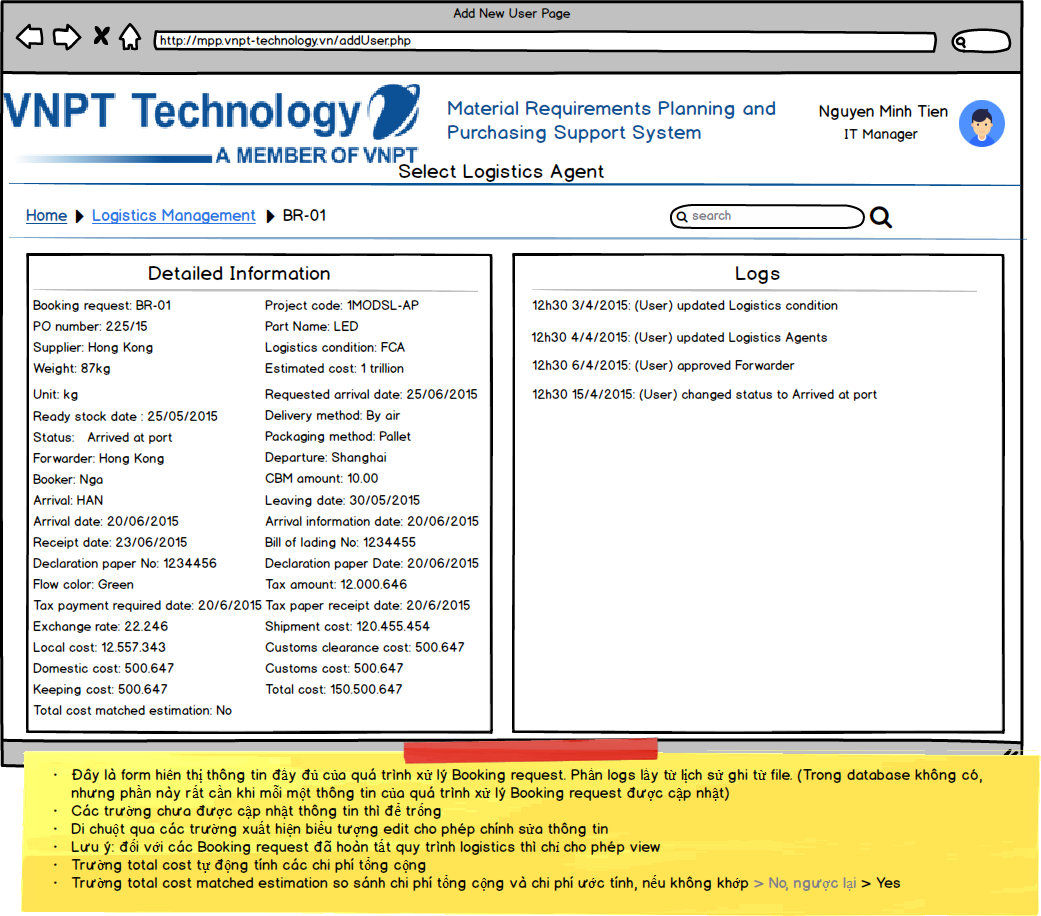 Add New User Page
http://mpp.vnpt-technology.vn/addUser.php
VNPT Technology
A MEMBER OF VNPT
Material Requirements Planning and
Purchasing Support System
Nguyen Minh Tien
IT Manager
Select Logistics Agent
Home Logistics Management BR-01
search
Detailed Information
Booking request: BR-01 Project code: 1MODSL-AP
PO number: 225/15 Part Name: LED
Supplier: Hong Kong Logistics condition: FCA
Weight: 87kg Estimated cost: 1 trillion
Unit: kg Requested arrival date: 25/06/2015
Ready stock date : 25/05/2015 Delivery method: By air
Status: Arrived at port Packaging method: Pallet
Forwarder: Hong Kong Departure: Shanghai
Booker: Nga CBM amount: 10.00
Arrival: HAN Leaving date: 30/05/2015
Arrival date: 20/06/2015 Arrival information date: 20/06/2015
Receipt date: 23/06/2015 Bill of lading No: 1234455
Declaration paper No: 1234456 Declaration paper Date: 20/06/2015
Flow color: Green Tax amount: 12.000.646
Tax payment required date: 20/6/2015 Tax paper receipt date: 20/6/2015
Exchange rate: 22.246 Shipment cost: 120.455.454
Local cost: 12.557.343 Customs clearance cost: 500.647
Domestic cost: 500.647 Customs cost: 500.647
Keeping cost: 500.647 Total cost: 150.500.647
Total cost matched estimation: No
Logs
12h30 3/4/2015: (User) updated Logistics condition
12h30 4/4/2015: (User) updated Logistics Agents
12h30 6/4/2015: (User) approved Forwarder
12h30 15/4/2015: (User) changed status to Arrived at port
· Đây là form hiển thị thông tin đầy đủ của quá trình xử lý Booking request. Phần logs lấy từ lịch sử ghi từ file. (Trong database không có,
nhưng phần này rất cần khi mỗi một thông tin của quá trình xử lý Booking request được cập nhật)
· Các trường chưa được cập nhật thông tin thì để trống
· Di chuột qua các trường xuất hiện biểu tượng edit cho phép chỉnh sửa thông tin
· Lưu ý: đối với các Booking request đã hoàn tất quy trình logistics thì chỉ cho phép view
· Trường total cost tự động tính các chi phí tổng cộng
· Trường total cost matched estimation so sánh chi phí tổng cộng và chi phí ước tính, nếu không khớp > No, ngược lại > Yes